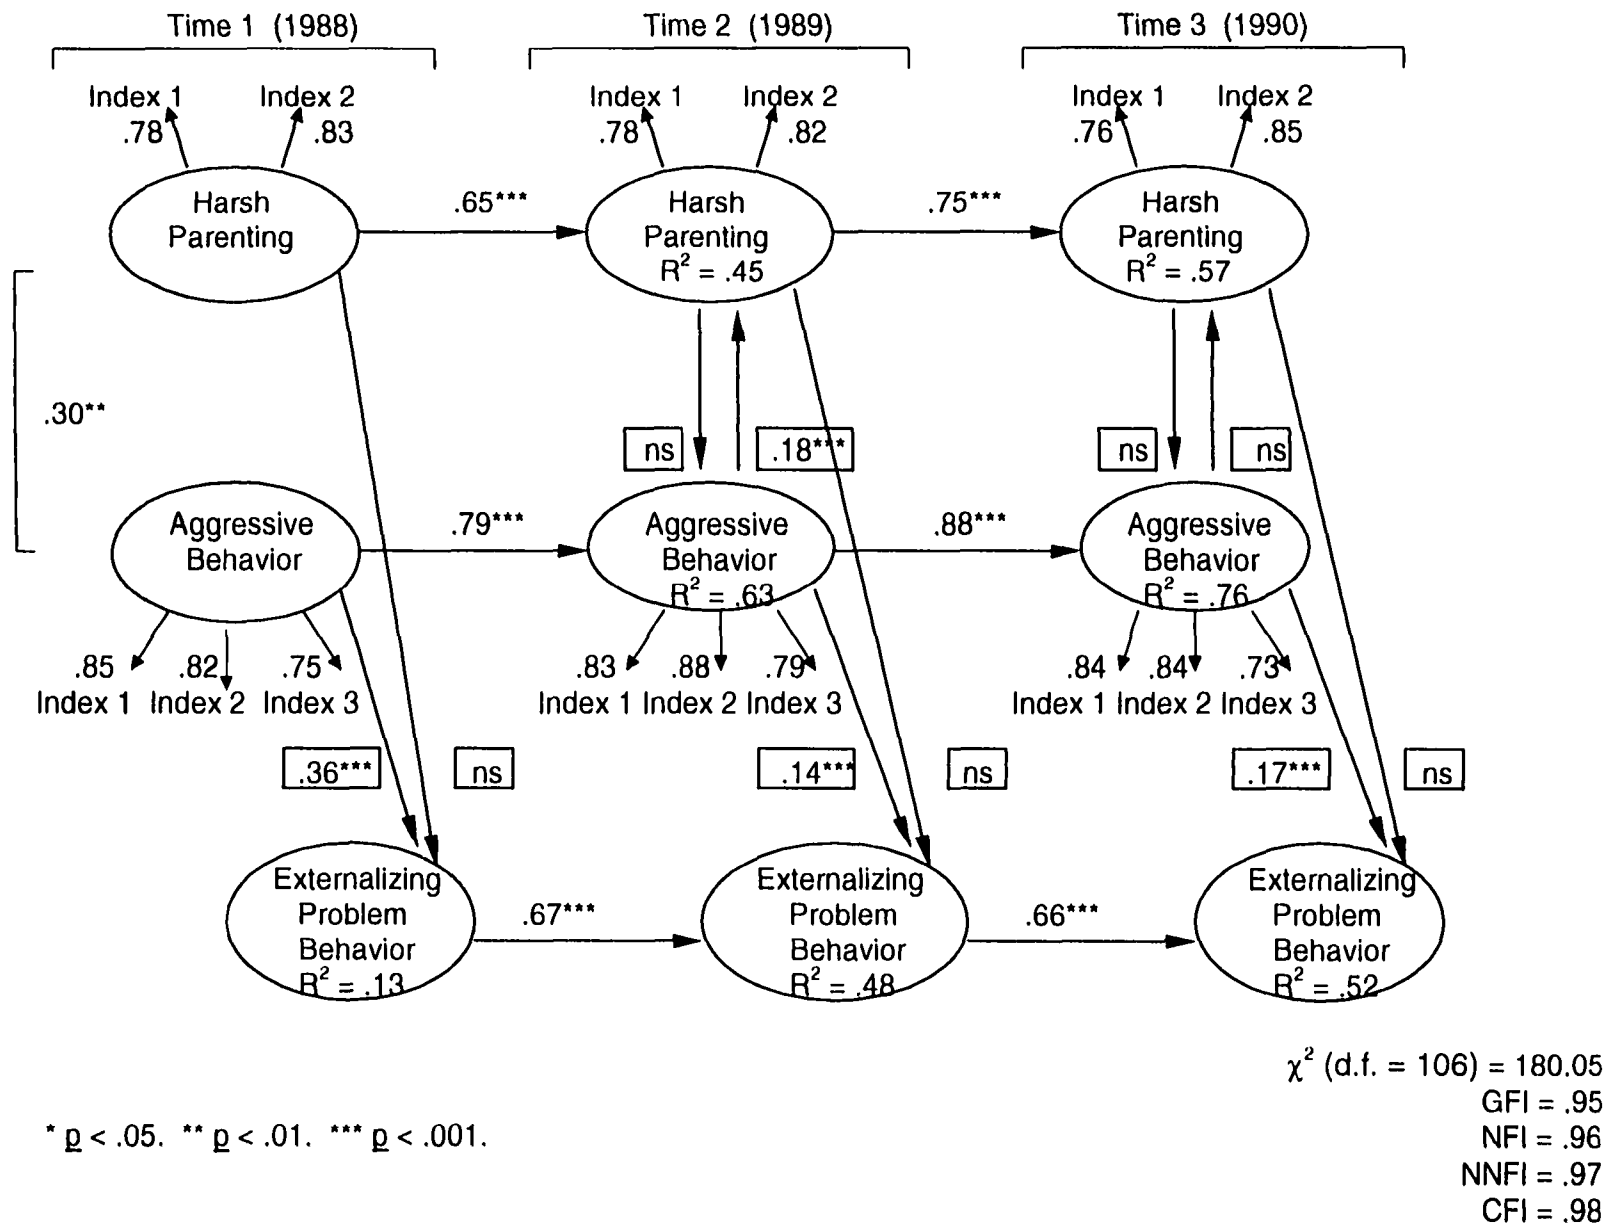 Time 1 (1988)
Time 2 (1989)
Time 3 (1990)
Index 1
Index 2
Index 1
Index 2
Index 1
Index 2
.78
.83
.78
.82
.76
.85
Harsh
Parenting
.65***
Harsh
Parenting
R² = .45
.75***
Harsh
Parenting
R² = .57
.30**
ns
.18***
ns
ns
Aggressive
Behavior
.79***
Aggressive
Behavior
R² = .63
.88***
Aggressive
Behavior
R² = .76
.85
.82
.75
.83
.88
.79
.84
.84
.73
Index 1
Index 2
Index 3
Index 1
Index 2
Index 3
Index 1
Index 2
Index 3
.36***
ns
.14***
ns
.17***
ns
Externalizing
Problem
Behavior
R² = .13
.67***
Externalizing
Problem
Behavior
R² = .48
.66***
Externalizing
Problem
Behavior
R² = .52
χ² (d.f. = 106) = 180.05
GFI = .95
NFI = .96
NNFI = .97
CFI = .98
* p < .05. ** p < .01. *** p < .001.